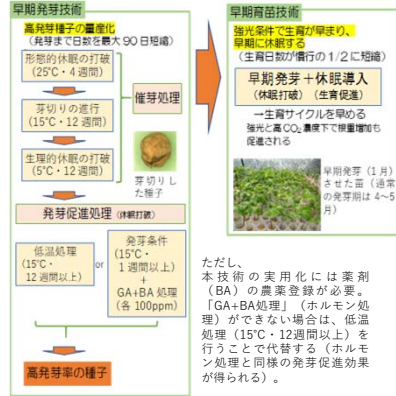 早期発芽技術
高発芽種子の量産化
(発芽まで日数を最大90日短縮)
形態的休眠の打破
(25℃・4週間)
芽切りの進行
(15℃・12週間)
生理的休眠の打破
(5℃・12週間)
催芽処理
芽切りし
た種子
発芽促進処理 (休眠打破)
低温処理
(15℃・
12週間以上)
or
発芽条件
(15℃・
1週間以上)
+
GA+BA処理
(各100ppm)
高発芽率の種子
早期育苗技術
強光条件で生育が早まり、
早期に休眠する
(生育日数が慣行の1/2に短縮)
早期発芽+休眠導入
(休眠打破) (生育促進)
→生育サイクルを早める
強光と高CO₂濃度下で根重増加も
促進される
早期発芽(1月)
させた苗(通常
の発芽期は4~5
月)
ただし、
本技術の実用化には薬剤
(BA)の農薬登録が必要。
「GA+BA処理」(ホルモン処
理)ができない場合は、低温
処理(15℃・12週間以上)を
行うことで代替する(ホルモ
ン処理と同様の発芽促進効果
が得られる)。